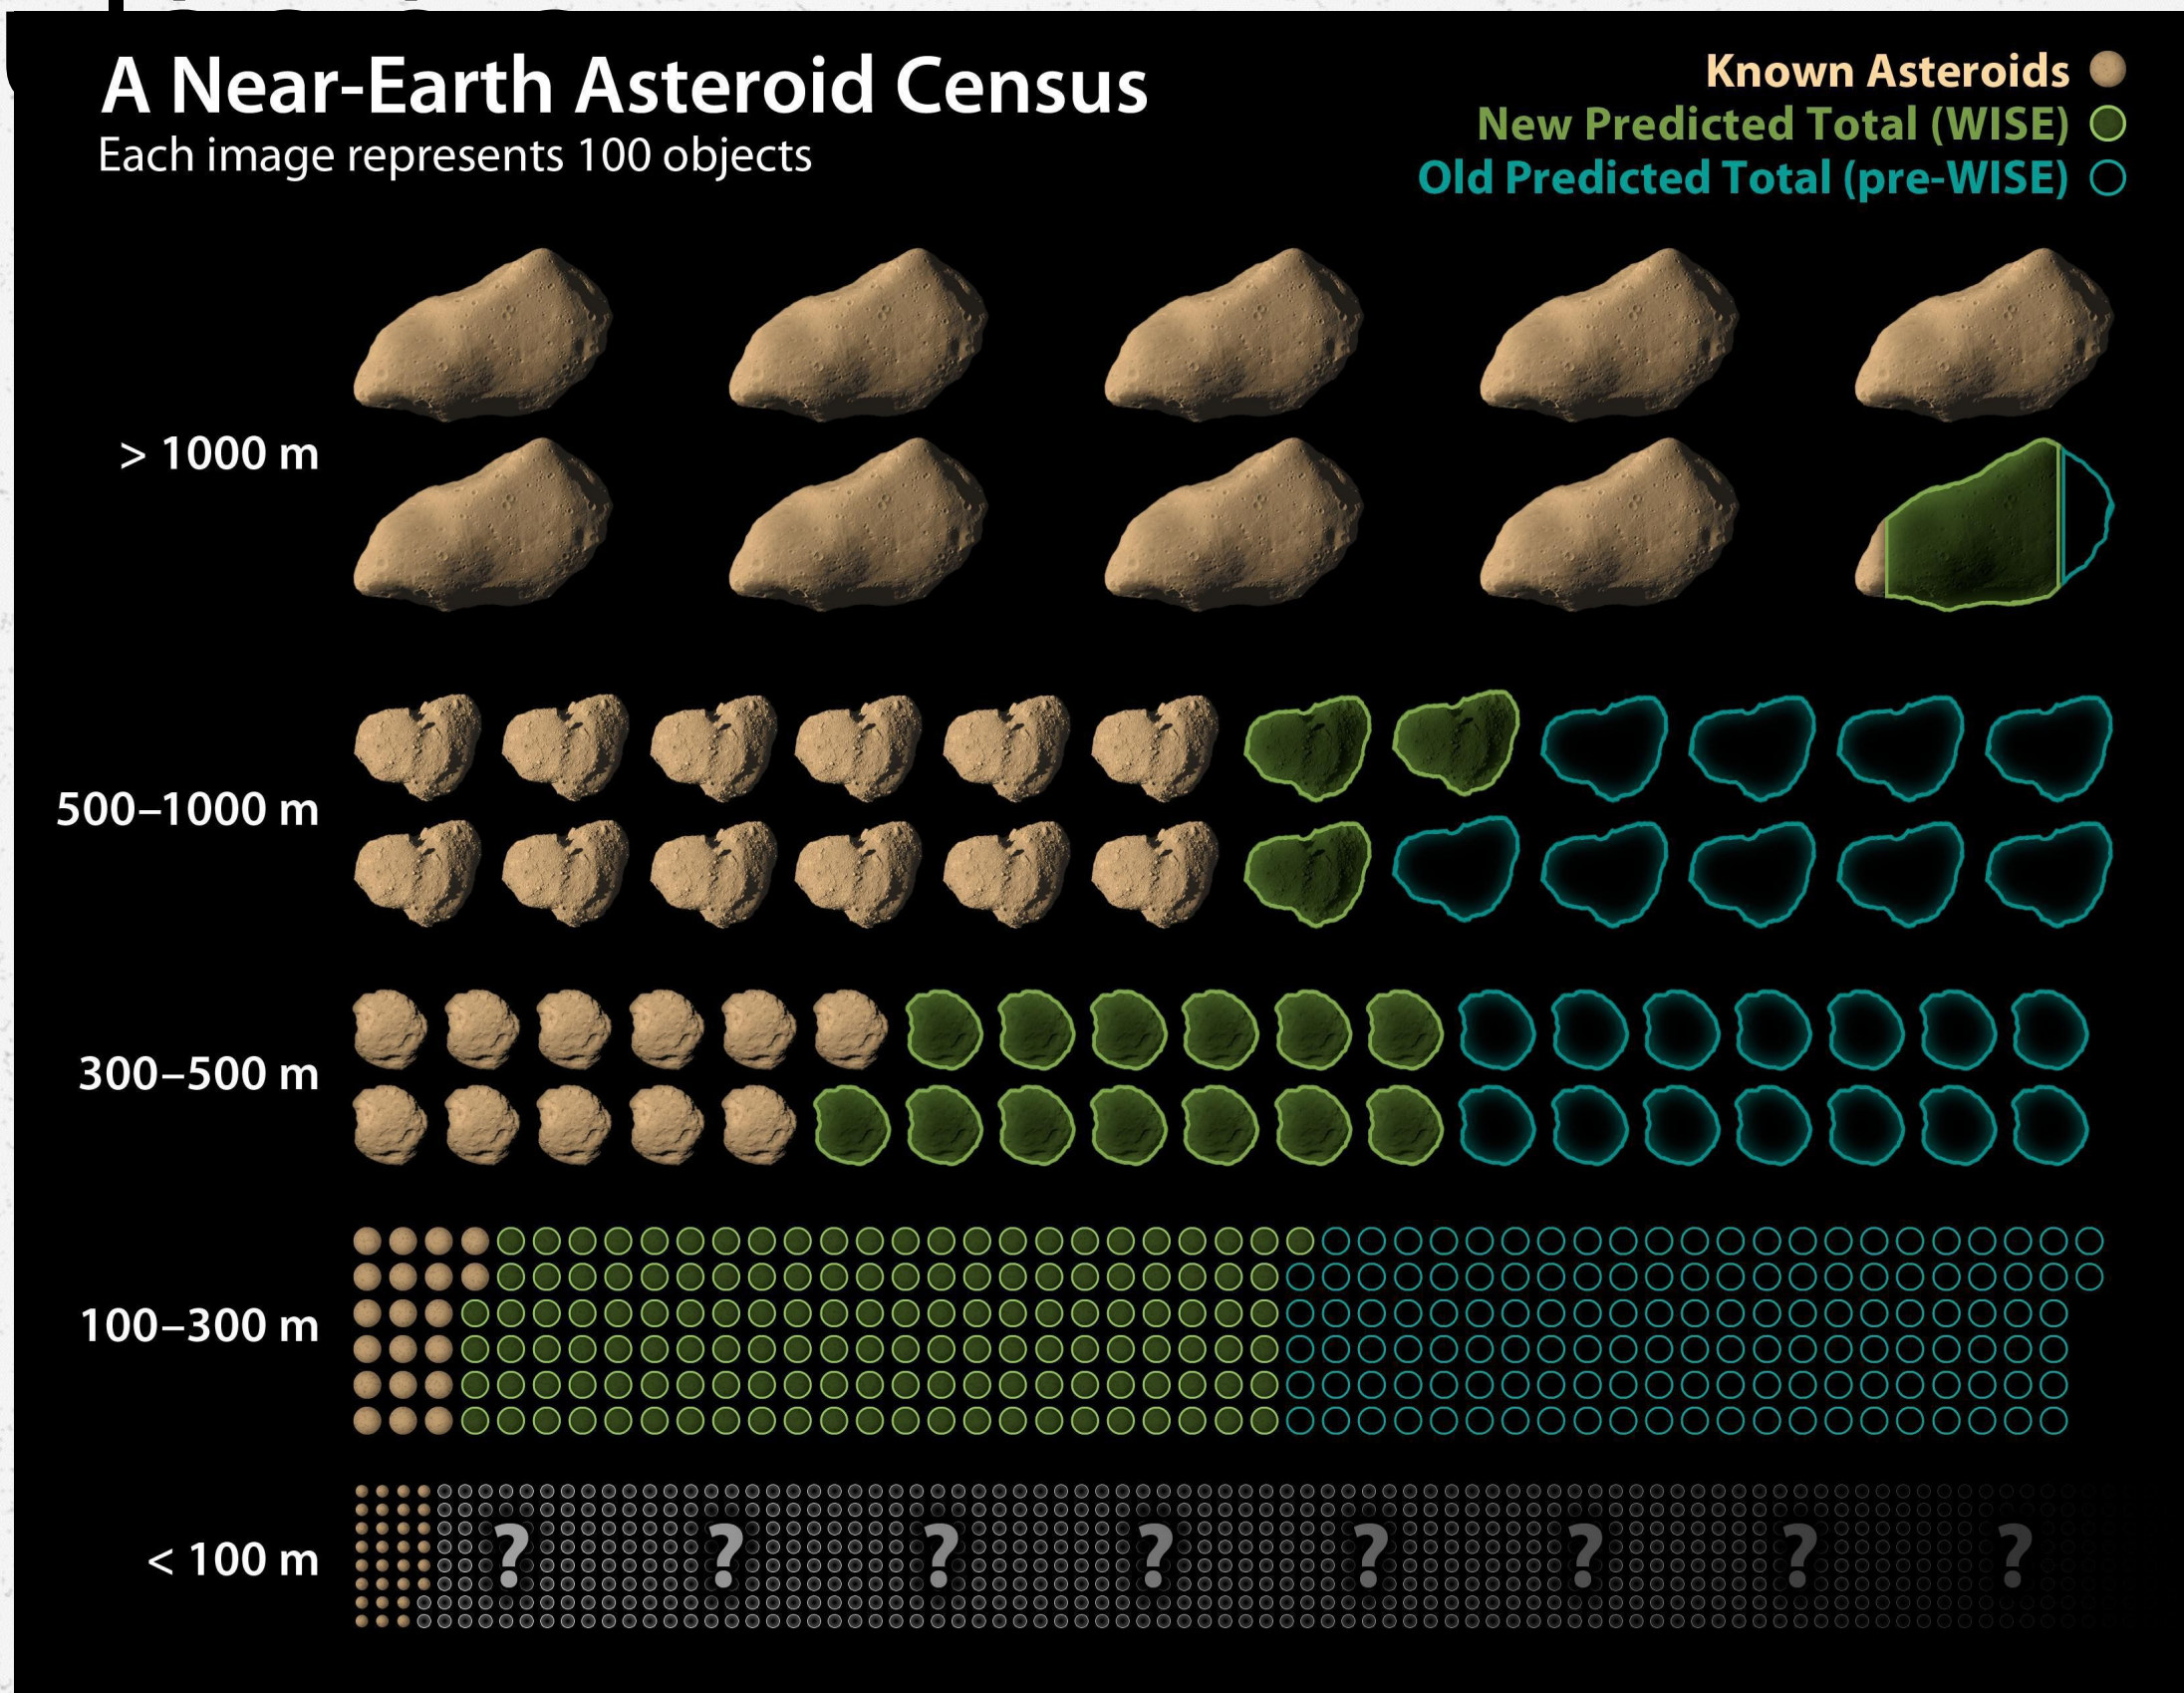 A Near-Earth Asteroid Census
Each image represents 100 objects
Known Asteroids
New Predicted Total (WISE)
Old Predicted Total (pre-WISE)
> 1000 m
500–1000 m
300–500 m
100–300 m
< 100 m
? ? ? ? ? ? ? ?